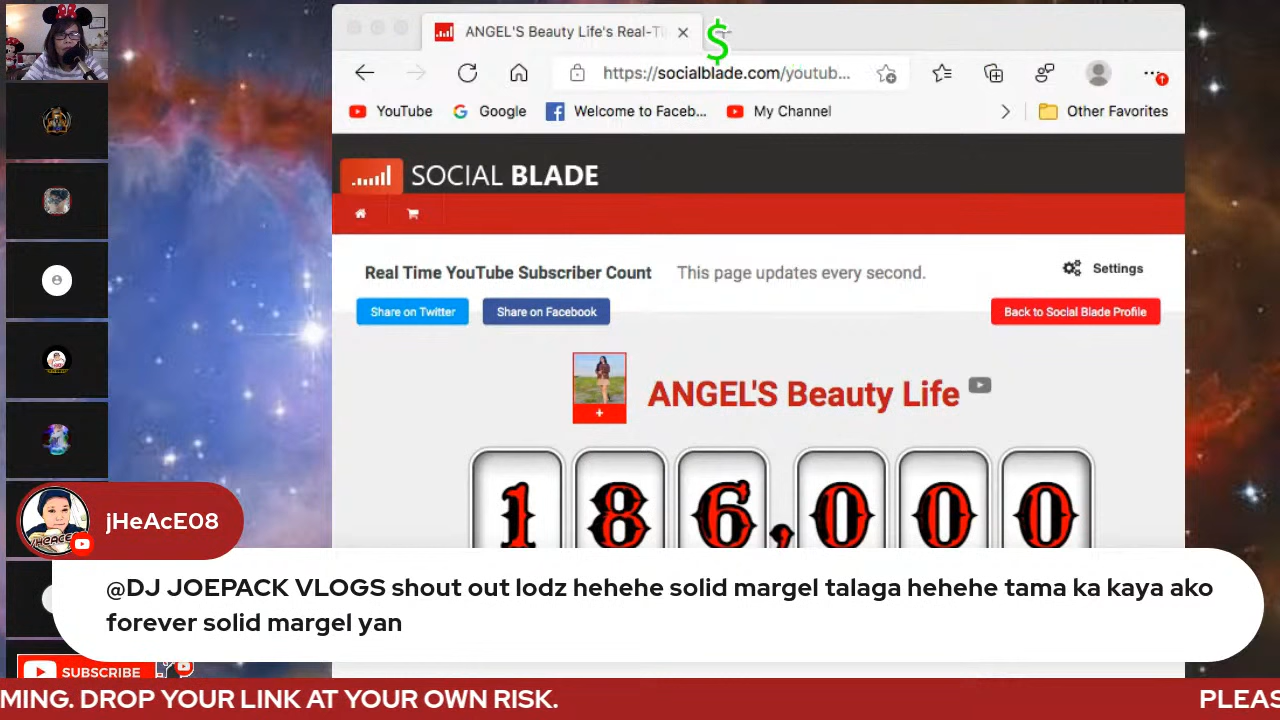 ANGEL'S Beauty Life's Real-Ti
https://socialblade.com/youtub...
YouTube
Google
Welcome to Faceb...
My Channel
Other Favorites
SOCIAL BLADE
Real Time YouTube Subscriber Count
This page updates every second.
Settings
Share on Twitter
Share on Facebook
Back to Social Blade Profile
ANGEL'S Beauty Life
186,000
jHeAcE08
@DJ JOEPACK VLOGS shout out lodz hehehe solid margel talaga hehehe tama ka kaya ako
forever solid margel yan
SUBSCRIBE
MING. DROP YOUR LINK AT YOUR OWN RISK.
PLEAS